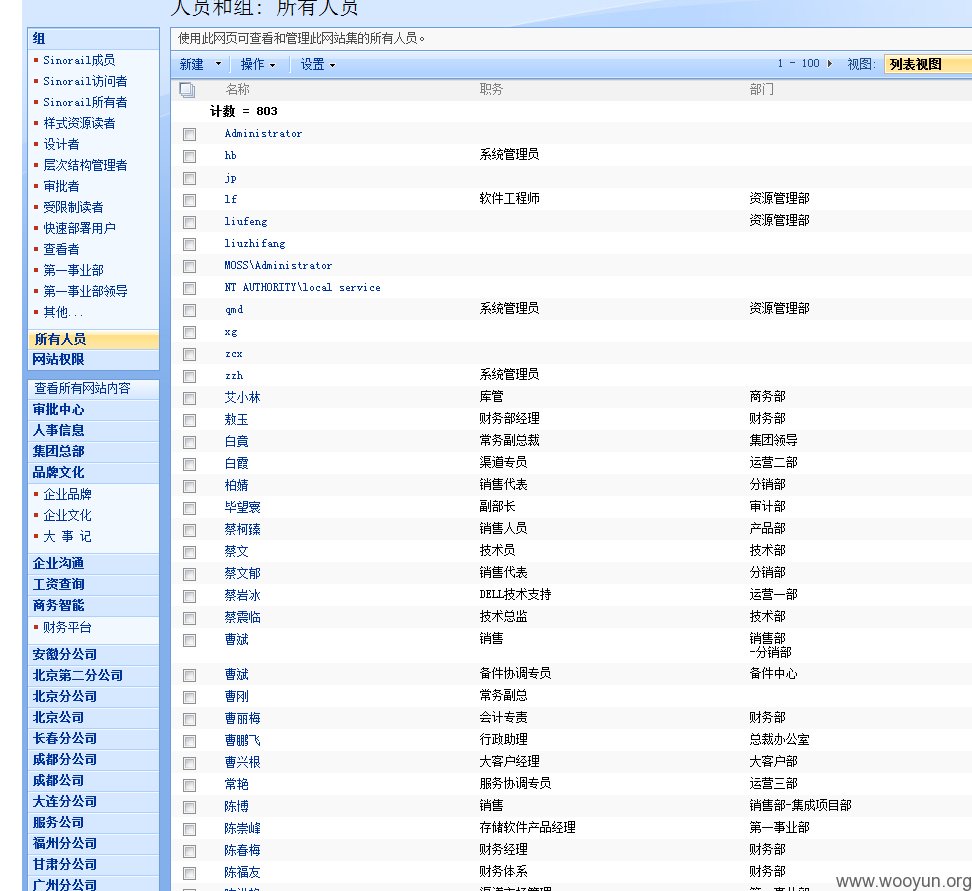 人员和组: 所有人员
组
Sinorail成员
Sinorail访问者
Sinorail所有者
样式资源读者
设计者
层次结构管理者
审批者
受限制读者
快速部署用户
查看者
第一事业部
第一事业部领导
其他...
所有人员
网站权限
查看所有网站内容
审批中心
人事信息
集团总部
品牌文化
企业品牌
企业文化
大 事 记
企业沟通
工资查询
商务智能
财务平台
安徽分公司
北京第二分公司
北京分公司
北京公司
长春分公司
成都分公司
成都公司
大连分公司
服务公司
福州分公司
甘肃分公司
广州分公司
使用此网页可查看和管理此网站集的所有人员。
新建 操作 设置 1 - 100 视图: 列表视图
名称 职务 部门
计数 = 803
Administrator
hb 系统管理员
jp
lf 软件工程师 资源管理部
liufeng 资源管理部
liuzhifang
MOSS\Administrator
NT AUTHORITY\local service
qmd 系统管理员 资源管理部
xg
zcx
zzh 系统管理员
艾小林 库管 商务部
敖玉 财务部经理 财务部
白竟 常务副总裁 集团领导
白霞 渠道专员 运营二部
柏婧 销售代表 分销部
毕望寰 副部长 审计部
蔡柯臻 销售人员 产品部
蔡文 技术员 技术部
蔡文郁 销售代表 分销部
蔡岩冰 DELL技术支持 运营一部
蔡震临 技术总监 技术部
曹斌 销售 销售部
-分销部
曹斌 备件协调专员 备件中心
曹刚 常务副总
曹丽梅 会计专责 财务部
曹鹏飞 行政助理 总裁办公室
曹兴根 大客户经理 大客户部
常艳 服务协调专员 运营三部
陈博 销售 销售部-集成项目部
陈崇峰 存储软件产品经理 第一事业部
陈春梅 财务经理 财务部
陈福友 财务体系 财务部
www.wooyun.org